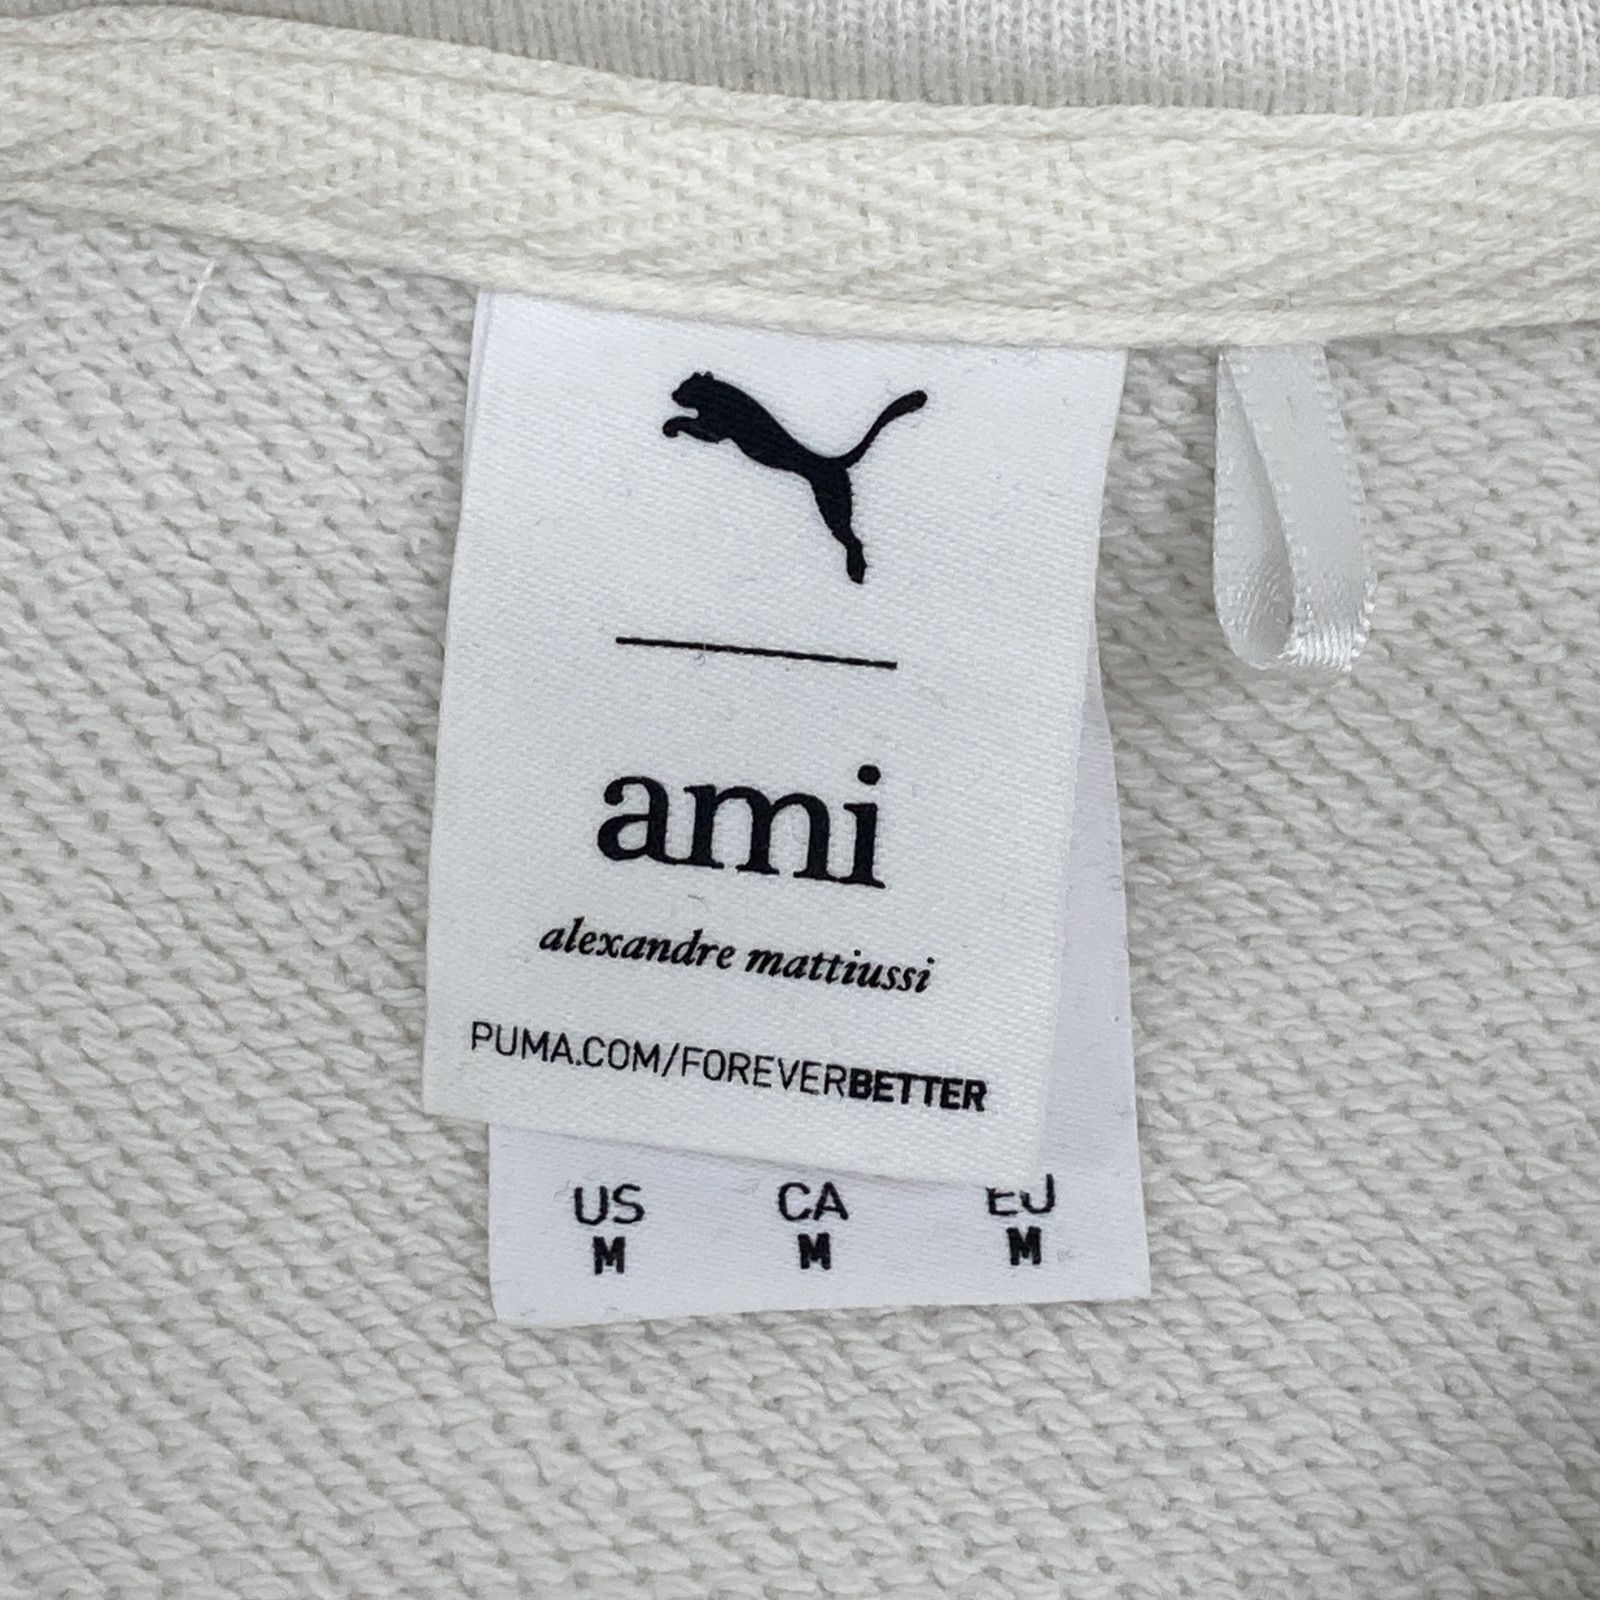 ami
alexandre mattiussi
PUMA.COM/FOREVERBETTER
US CA EU
M M M